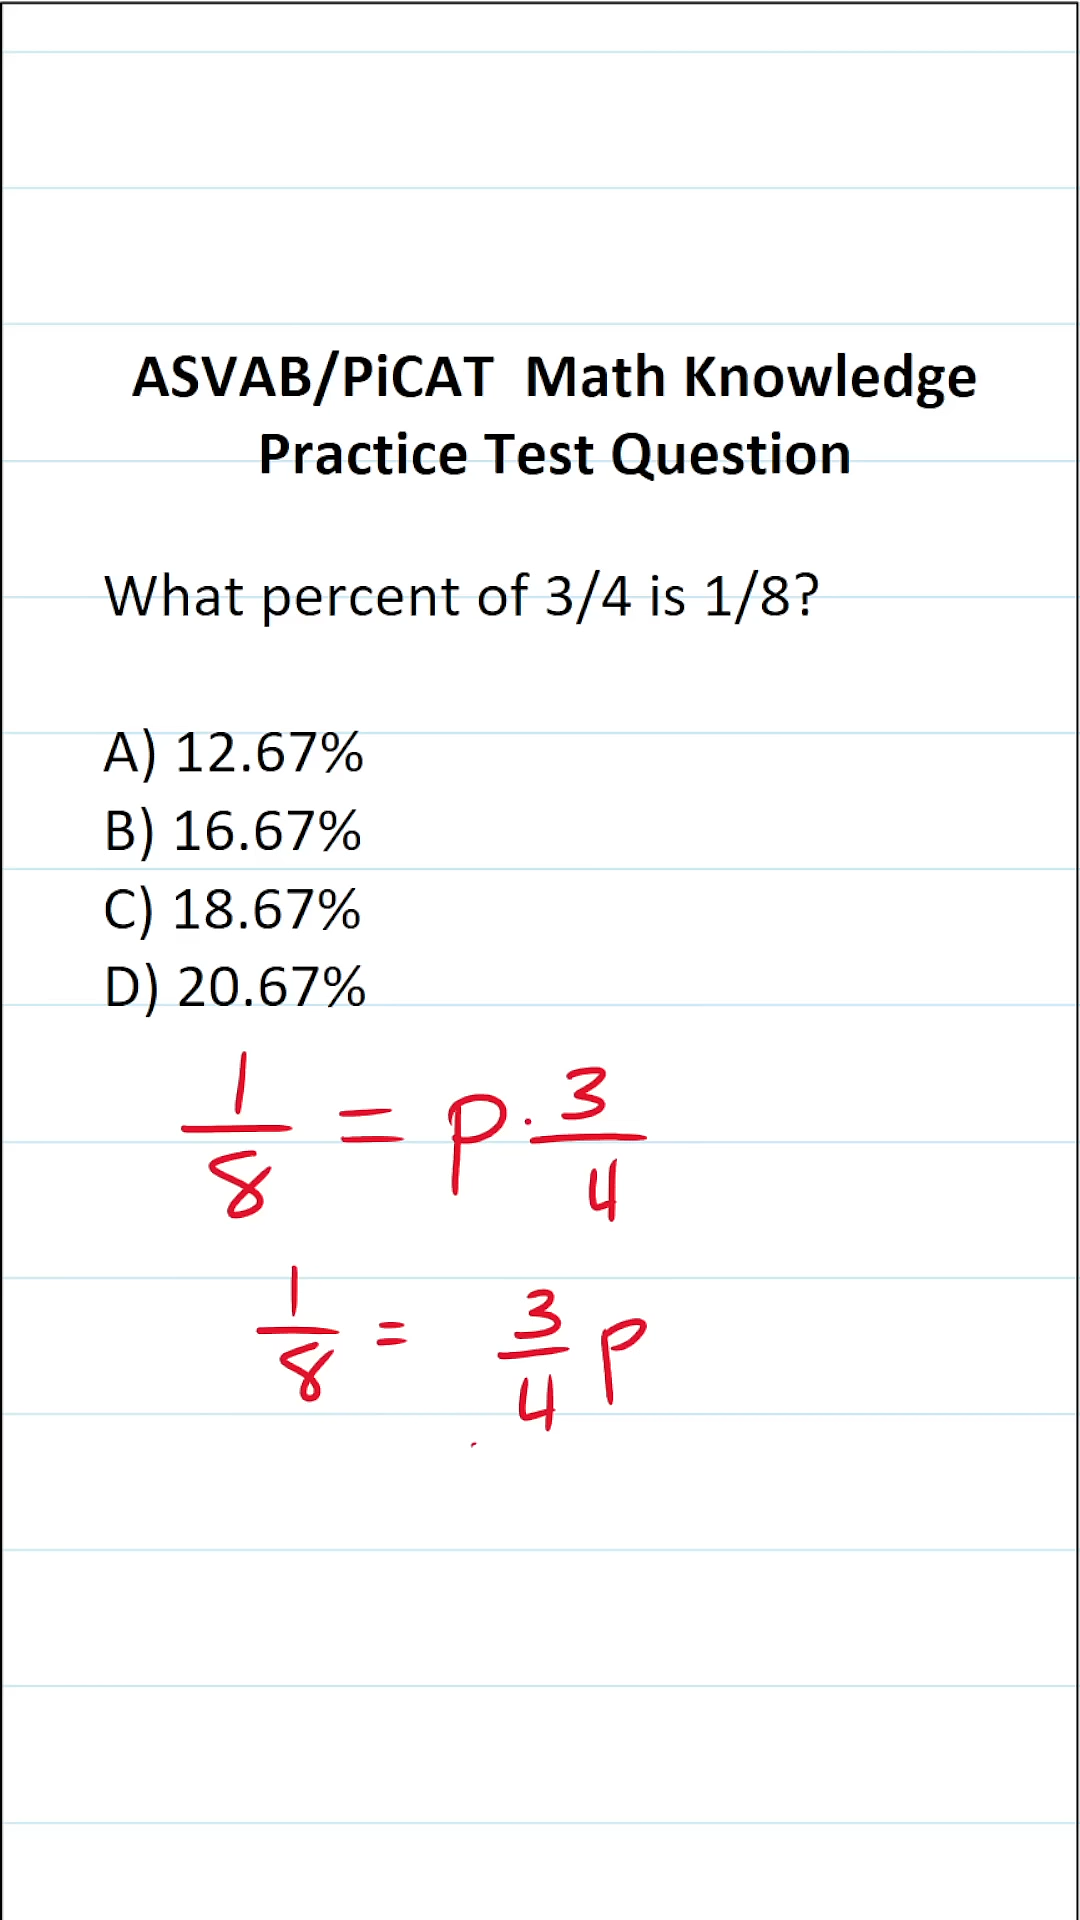 ASVAB/PiCAT  Math Knowledge
Practice Test Question
What percent of 3/4 is 1/8?
A) 12.67%
B) 16.67%
C) 18.67%
D) 20.67%
1/8 = p · 3/4
1/8 = 3/4 p